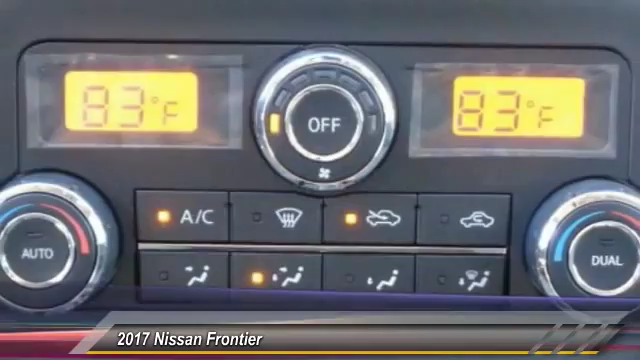 83°F
OFF
83°F
A/C
AUTO
DUAL
2017 Nissan Frontier